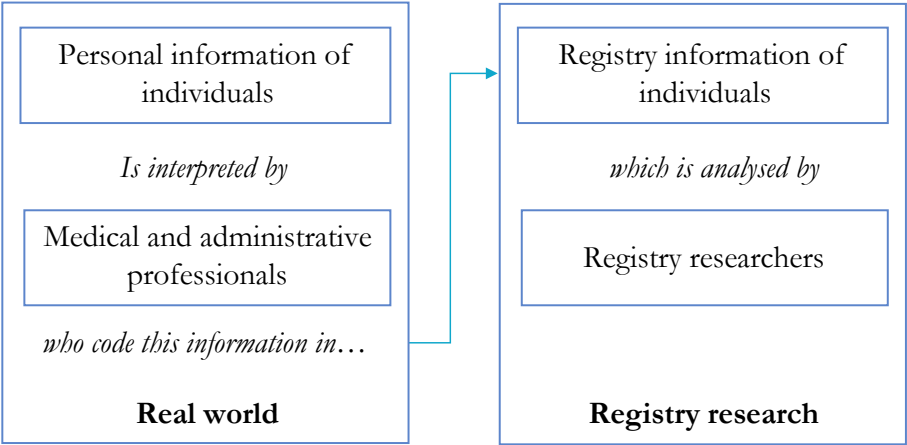 Personal information of
individuals
Is interpreted by
Medical and administrative
professionals
who code this information in…
Real world
Registry information of
individuals
which is analysed by
Registry researchers
Registry research